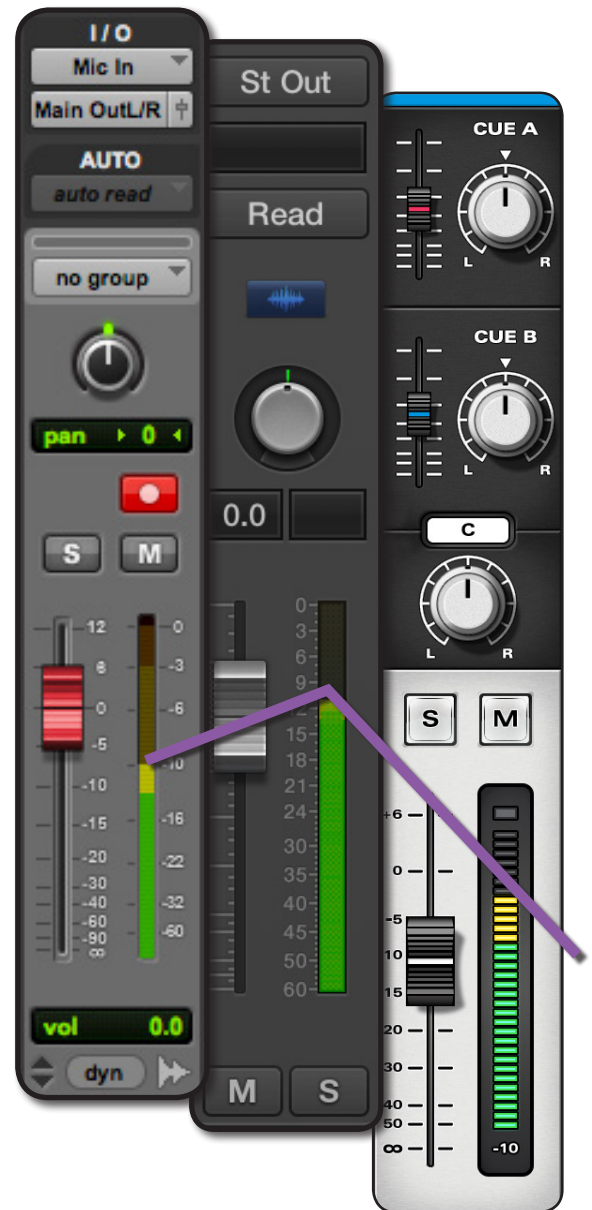 I/O
Mic In
Main OutL/R
AUTO
auto read
no group
pan 0
S M
12 0
6 -3
0 -6
-5 -10
-10 -16
-15 -22
-20 -32
-30 -60
-40
-60
-90
∞
vol 0.0
dyn
St Out
Read
0.0
0
3
6
9
12
15
18
21
24
30
35
40
45
50
60
M S
CUE A
L R
CUE B
L R
C
L R
S M
+6
0
-5
10
15
20
30
40
50
∞
-10